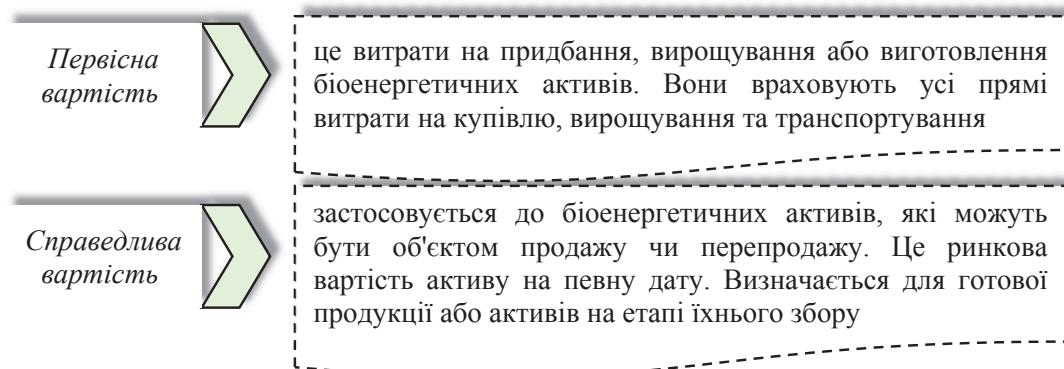 Первісна
вартість
це витрати на придбання, вирощування або виготовлення
біоенергетичних активів. Вони враховують усі прямі
витрати на купівлю, вирощування та транспортування
Справедлива
вартість
застосовується до біоенергетичних активів, які можуть
бути об'єктом продажу чи перепродажу. Це ринкова
вартість активу на певну дату. Визначається для готової
продукції або активів на етапі їхнього збору